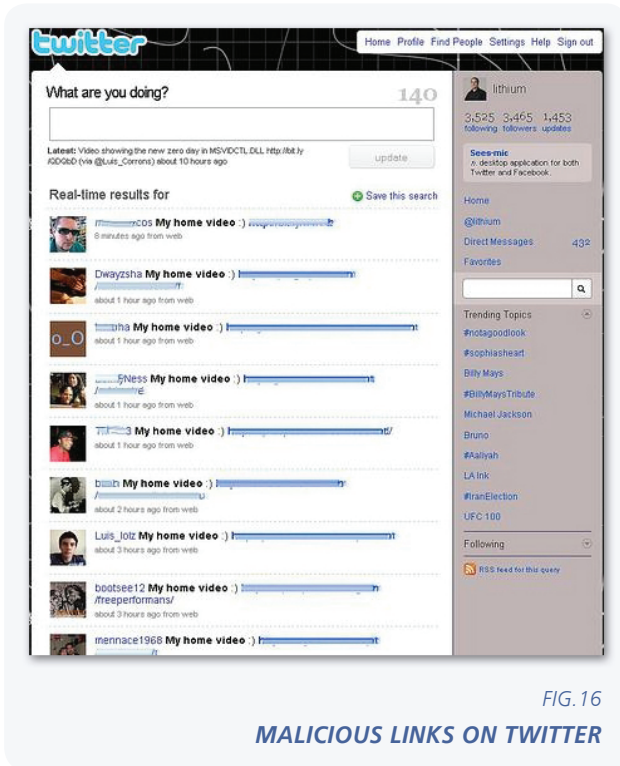 twitter
Home Profile Find People Settings Help Sign out
What are you doing?
140
Latest: Video showing the new zero day in MSVIDCTL.DLL http://bit.ly
(via @Luis_Corrons) about 10 hours ago
update
Real-time results for
Save this search
cos My home video :)
8 minutes ago from web
Dwayzsha My home video :)
about 1 hour ago from web
My home video :)
about 1 hour ago from web
Ness My home video :)
about 1 hour ago from web
3 My home video :)
about 1 hour ago from web
My home video :)
about 2 hours ago from web
Luis_lolz My home video :)
about 3 hours ago from web
bootsee12 My home video :)
/freeperformans/
about 3 hours ago from web
mennace1968 My home video :)
o_O
lithium
3,525 3,465 1,453
following followers updates
Sees·mic
n. desktop application for both
Twitter and Facebook.
Home
@lithium
Direct Messages 432
Favorites
Trending Topics
#notagoodlook
#sophiasheart
Billy Mays
#BillyMaysTribute
Michael Jackson
Bruno
#Aaliyah
LA Ink
#IranElection
UFC 100
Following
RSS feed for this query
FIG.16
MALICIOUS LINKS ON TWITTER